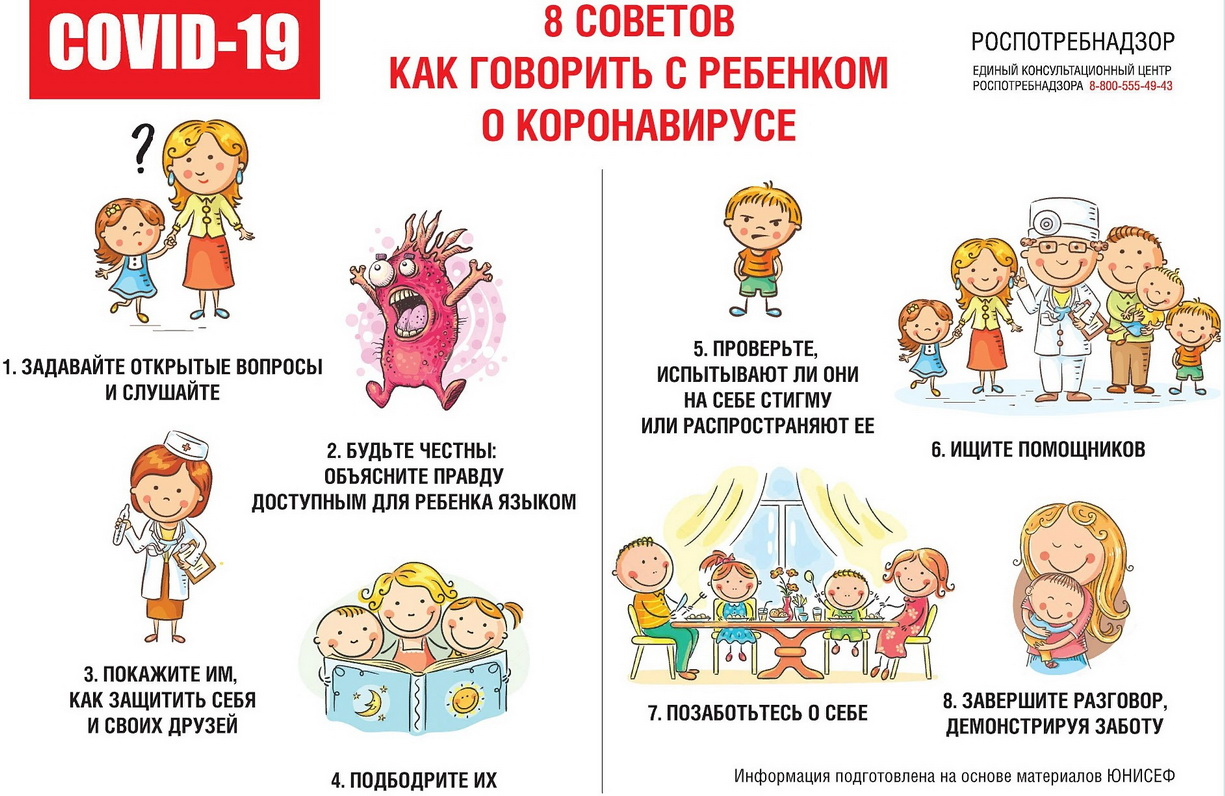 COVID-19
8 СОВЕТОВ
КАК ГОВОРИТЬ С РЕБЕНКОМ
О КОРОНАВИРУСЕ
РОСПОТРЕБНАДЗОР
ЕДИНЫЙ КОНСУЛЬТАЦИОННЫЙ ЦЕНТР
РОСПОТРЕБНАДЗОРА 8-800-555-49-43
?
1. ЗАДАВАЙТЕ ОТКРЫТЫЕ ВОПРОСЫ
И СЛУШАЙТЕ
2. БУДЬТЕ ЧЕСТНЫ:
ОБЪЯСНИТЕ ПРАВДУ
ДОСТУПНЫМ ДЛЯ РЕБЕНКА ЯЗЫКОМ
3. ПОКАЖИТЕ ИМ,
КАК ЗАЩИТИТЬ СЕБЯ
И СВОИХ ДРУЗЕЙ
4. ПОДБОДРИТЕ ИХ
5. ПРОВЕРЬТЕ,
ИСПЫТЫВАЮТ ЛИ ОНИ
НА СЕБЕ СТИГМУ
ИЛИ РАСПРОСТРАНЯЮТ ЕЕ
6. ИЩИТЕ ПОМОЩНИКОВ
7. ПОЗАБОТЬТЕСЬ О СЕБЕ
8. ЗАВЕРШИТЕ РАЗГОВОР,
ДЕМОНСТРИРУЯ ЗАБОТУ
Информация подготовлена на основе материалов ЮНИСЕФ